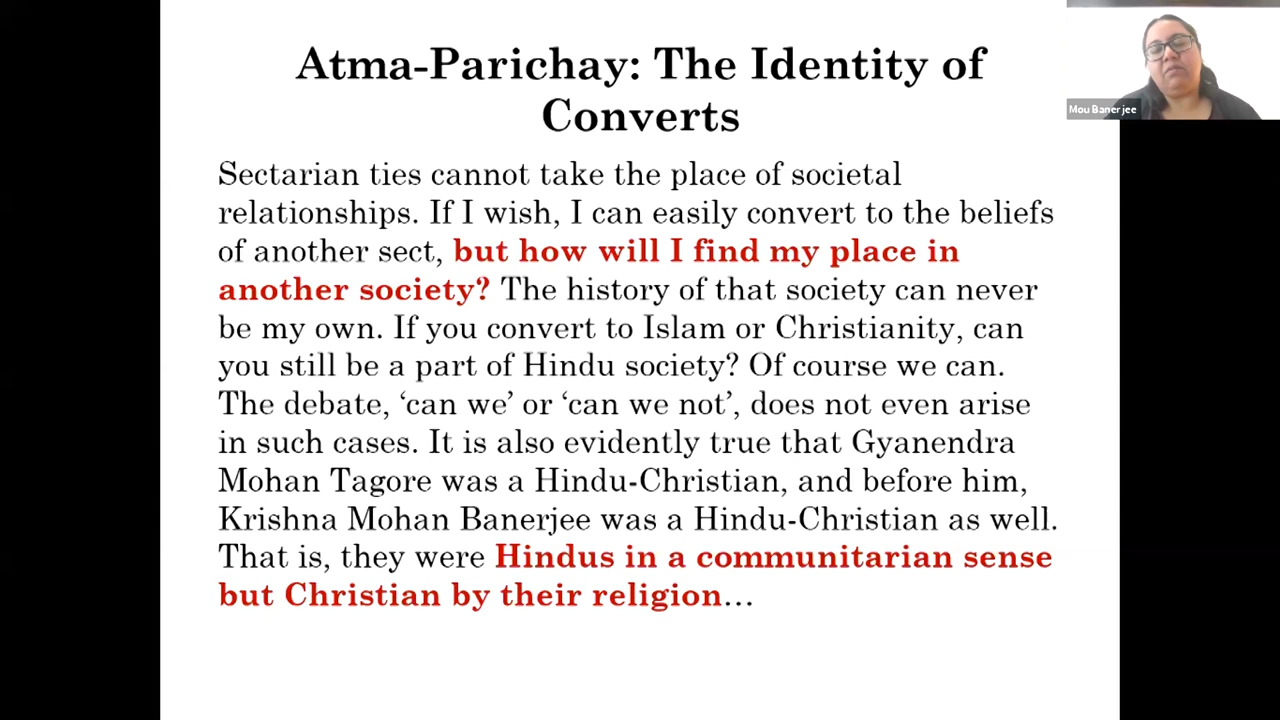 Atma-Parichay: The Identity of
Converts
Mou Banerjee
Sectarian ties cannot take the place of societal
relationships. If I wish, I can easily convert to the beliefs
of another sect, but how will I find my place in
another society? The history of that society can never
be my own. If you convert to Islam or Christianity, can
you still be a part of Hindu society? Of course we can.
The debate, ‘can we’ or ‘can we not’, does not even arise
in such cases. It is also evidently true that Gyanendra
Mohan Tagore was a Hindu-Christian, and before him,
Krishna Mohan Banerjee was a Hindu-Christian as well.
That is, they were Hindus in a communitarian sense
but Christian by their religion…